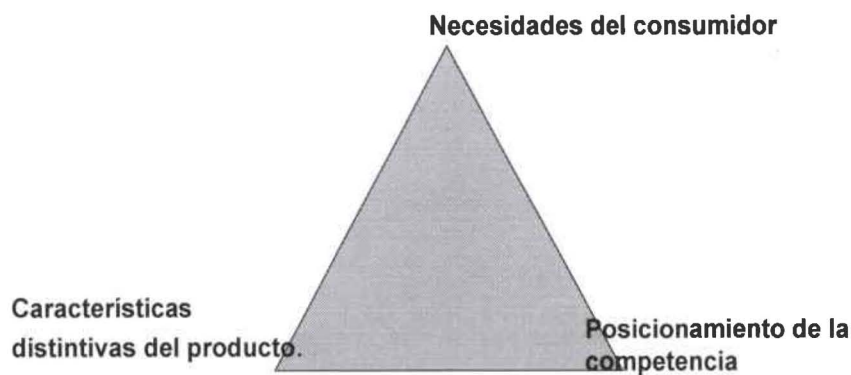 Necesidades del consumidor
Características
distintivas del producto.
Posicionamiento de la
competencia